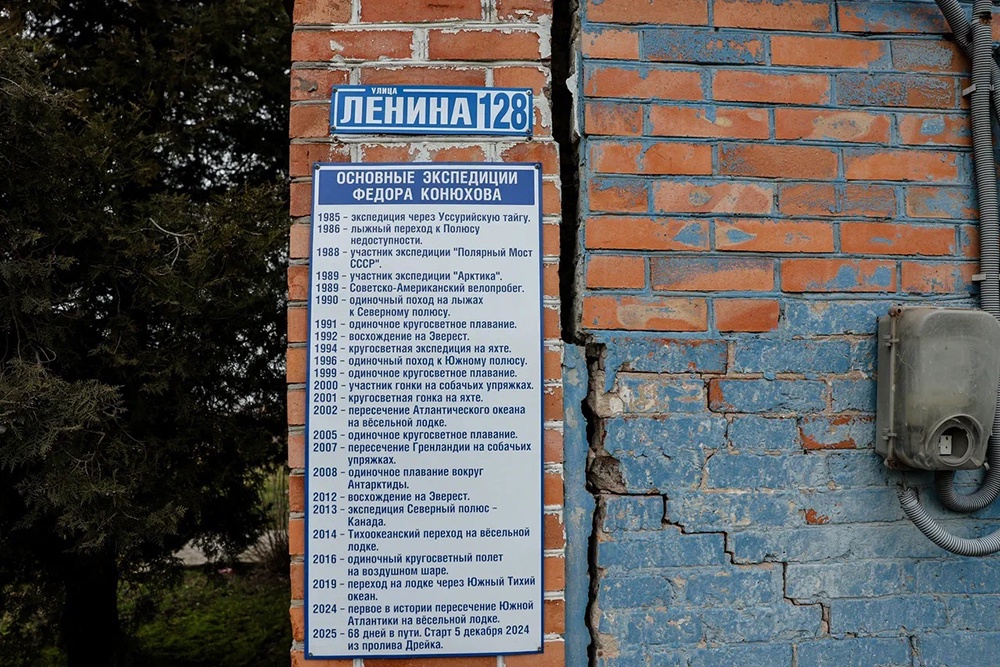 УЛИЦА
ЛЕНИНА 128
ОСНОВНЫЕ ЭКСПЕДИЦИИ
ФЕДОРА КОНЮХОВА
1985 - экспедиция через Уссурийскую тайгу.
1986 - лыжный переход к Полюсу
недоступности.
1988 - участник экспедиции "Полярный Мост
СССР".
1989 - участник экспедиции "Арктика".
1989 - Советско-Американский велопробег.
1990 - одиночный поход на лыжах
к Северному полюсу.
1991 - одиночное кругосветное плавание.
1992 - восхождение на Эверест.
1994 - кругосветная экспедиция на яхте.
1996 - одиночный поход к Южному полюсу.
1999 - одиночное кругосветное плавание.
2000 - участник гонки на собачьих упряжках.
2001 - кругосветная гонка на яхте.
2002 - пересечение Атлантического океана
на вёсельной лодке.
2005 - одиночное кругосветное плавание.
2007 - пересечение Гренландии на собачьих
упряжках.
2008 - одиночное плавание вокруг
Антарктиды.
2012 - восхождение на Эверест.
2013 - экспедиция Северный полюс -
Канада.
2014 - Тихоокеанский переход на вёсельной
лодке.
2016 - одиночный кругосветный полет
на воздушном шаре.
2019 - переход на лодке через Южный Тихий
океан.
2024 - первое в истории пересечение Южной
Атлантики на вёсельной лодке.
2025 - 68 дней в пути. Старт 5 декабря 2024
из пролива Дрейка.